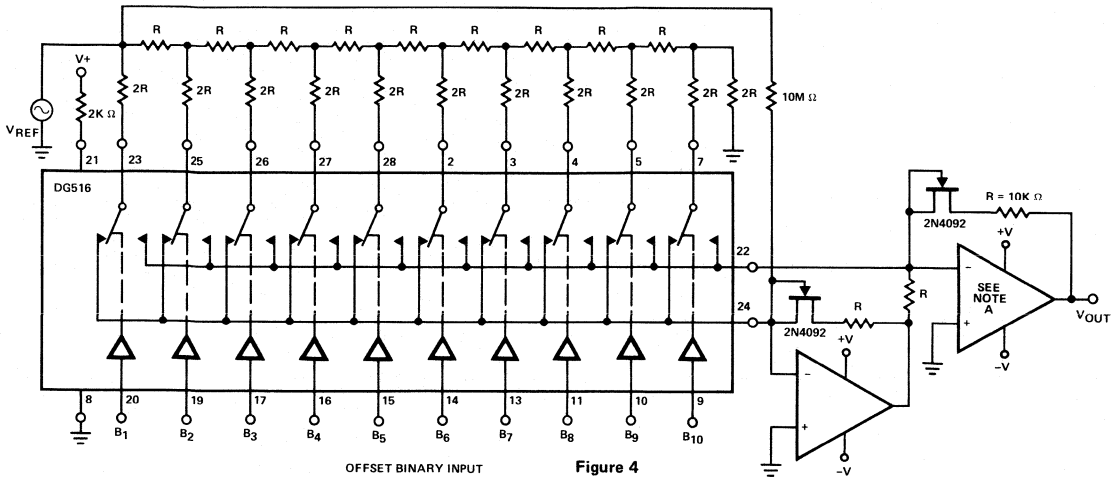 R R R R R R R R R
V+
2R 2R 2R 2R 2R 2R 2R 2R 2R 2R 2R
10M Ω
2K Ω
VREF
21 23 25 26 27 28 2 3 4 5 7
DG516
R = 10K Ω
2N4092
+V
22
−
SEE
NOTE
A
+
VOUT
−V
R
24
2N4092
R
+V
−
+
−V
8 20 19 17 16 15 14 13 11 10 9
B1 B2 B3 B4 B5 B6 B7 B8 B9 B10
OFFSET BINARY INPUT
Figure 4